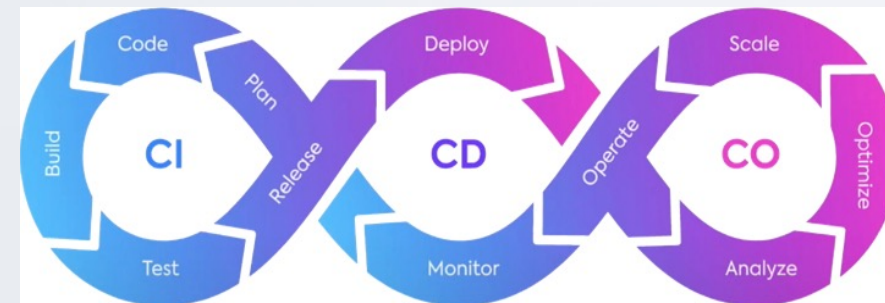 Code
Plan
Build
CI
Release
Test
Deploy
CD
Monitor
Operate
Scale
CO
Optimize
Analyze